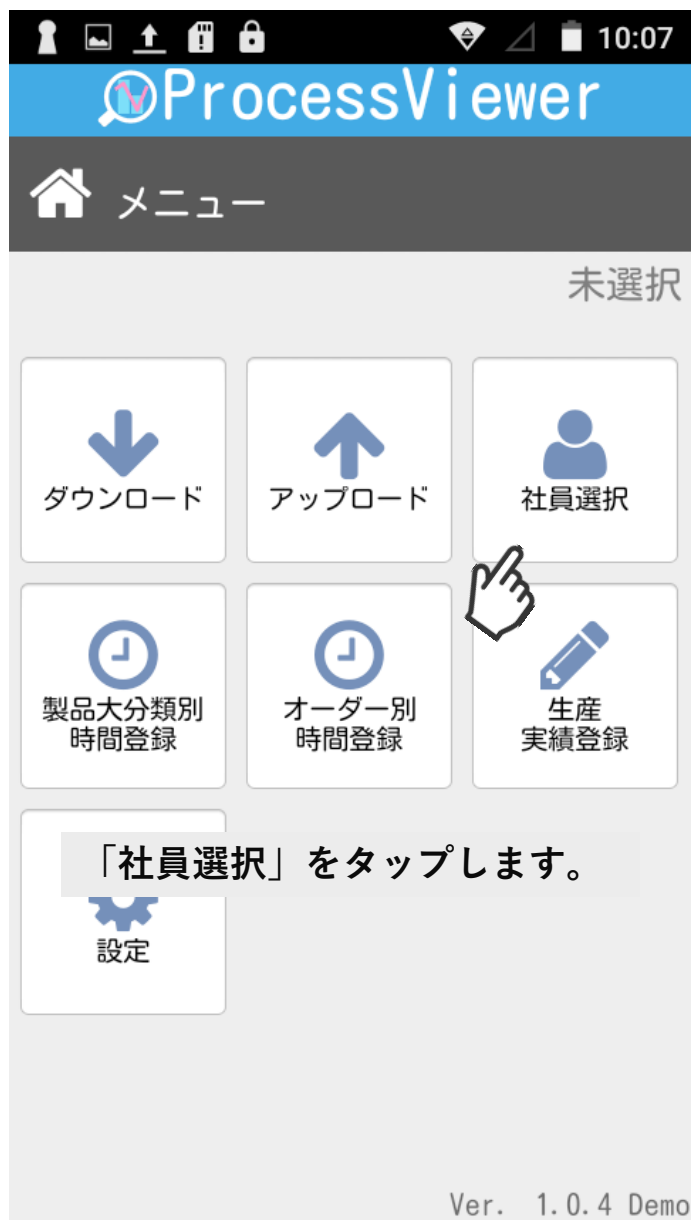 10:07
ProcessViewer
メニュー
未選択
ダウンロード
アップロード
社員選択
製品大分類別
時間登録
オーダー別
時間登録
生産
実績登録
「社員選択」をタップします。
設定
Ver. 1.0.4 Demo